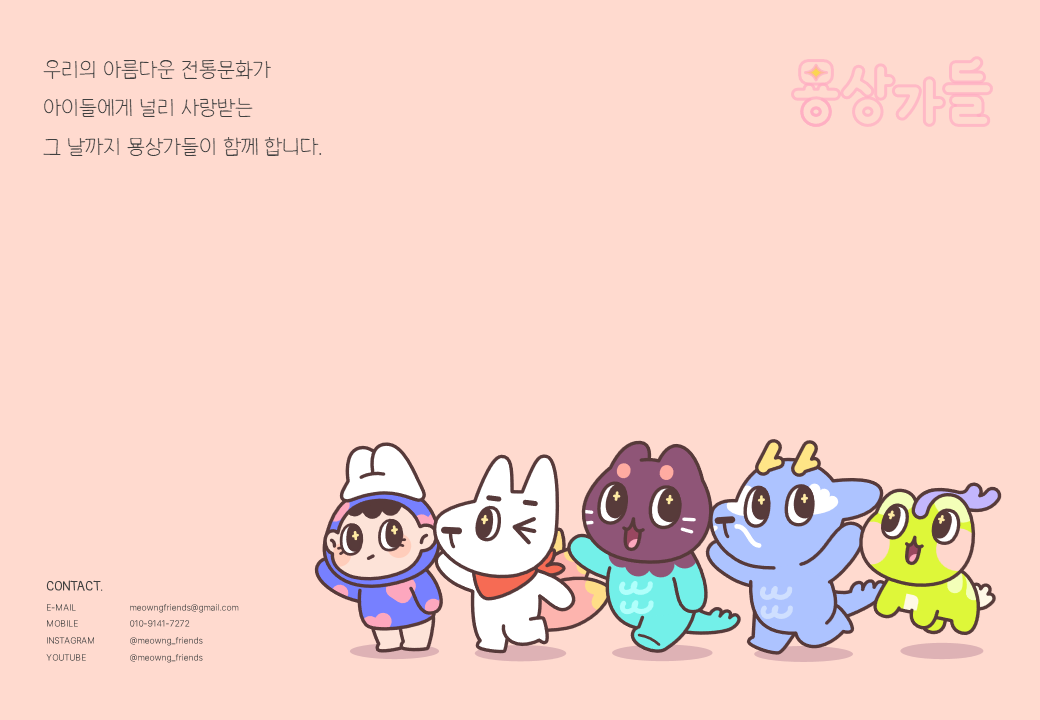 우리의 아름다운 전통문화가
아이들에게 널리 사랑받는
그 날까지 묭상가들이 함께 합니다.
묭상가들
CONTACT.
E-MAIL meowngfriends@gmail.com
MOBILE 010-9141-7272
INSTAGRAM @meowng_friends
YOUTUBE @meowng_friends